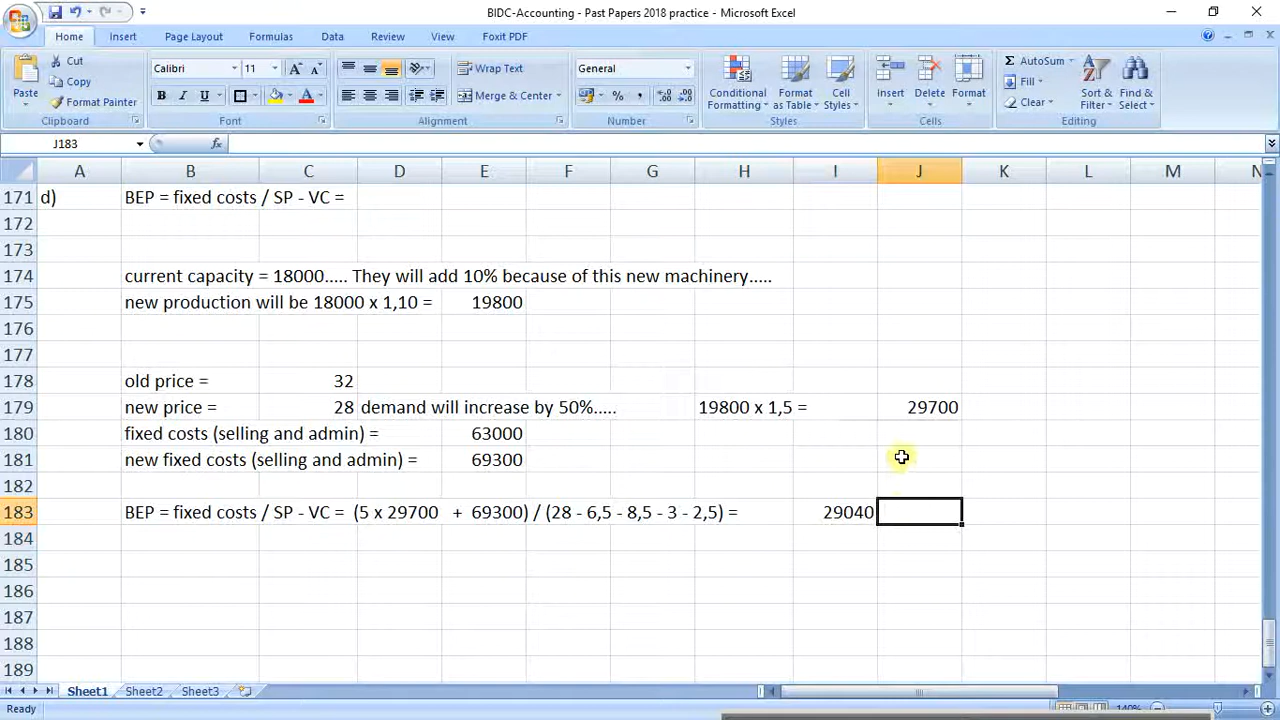 BIDC-Accounting - Past Papers 2018 practice - Microsoft Excel
Home Insert Page Layout Formulas Data Review View Foxit PDF
Paste Cut Copy Format Painter Clipboard
Calibri 11 B I U A A A Font
Wrap Text Merge & Center Alignment
General % , Number
Conditional Formatting Format as Table Cell Styles Styles
Insert Delete Format Cells
Σ AutoSum Fill Clear Sort & Filter Find & Select Editing
J183 fx
A B C D E F G H I J K L M N
171 d) BEP = fixed costs / SP - VC =
172
173
174 current capacity = 18000..... They will add 10% because of this new machinery.....
175 new production will be 18000 x 1,10 = 19800
176
177
178 old price = 32
179 new price = 28 demand will increase by 50%..... 19800 x 1,5 = 29700
180 fixed costs (selling and admin) = 63000
181 new fixed costs (selling and admin) = 69300
182
183 BEP = fixed costs / SP - VC = (5 x 29700 + 69300) / (28 - 6,5 - 8,5 - 3 - 2,5) = 29040
184
185
186
187
188
189
Sheet1 Sheet2 Sheet3
Ready 140%